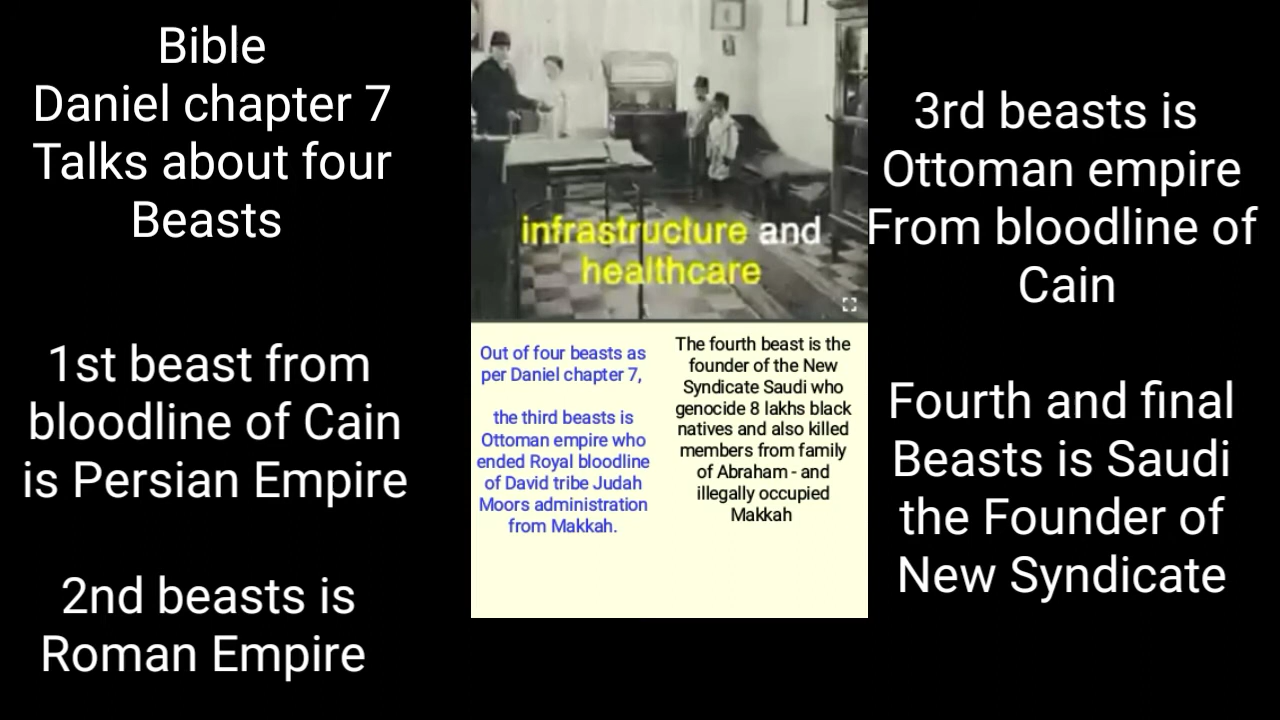 Bible
Daniel chapter 7
Talks about four
Beasts
1st beast from
bloodline of Cain
is Persian Empire
2nd beasts is
Roman Empire
infrastructure and
healthcare
Out of four beasts as
per Daniel chapter 7,
the third beasts is
Ottoman empire who
ended Royal bloodline
of David tribe Judah
Moors administration
from Makkah.
The fourth beast is the
founder of the New
Syndicate Saudi who
genocide 8 lakhs black
natives and also killed
members from family
of Abraham - and
illegally occupied
Makkah
3rd beasts is
Ottoman empire
From bloodline of
Cain
Fourth and final
Beasts is Saudi
the Founder of
New Syndicate